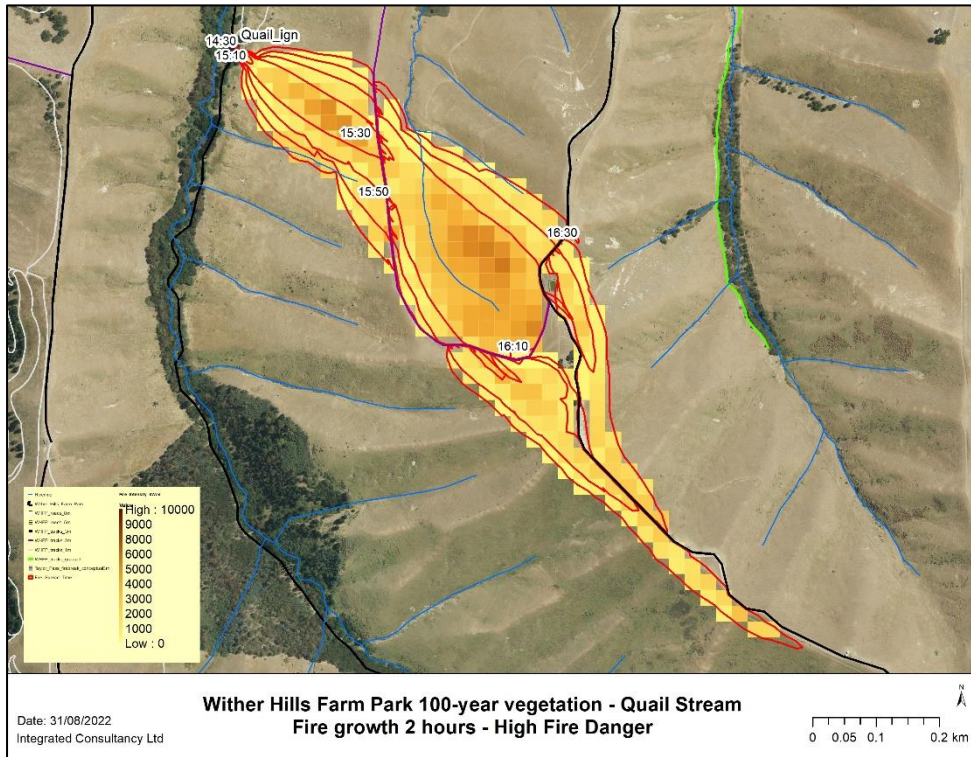 14:30
Quail_ign
15:10
15:30
15:50
16:30
16:10
Wither_Hills_Farm_Park
High : 10000
9000
8000
7000
6000
5000
4000
3000
2000
1000
Low : 0
N
Wither Hills Farm Park 100-year vegetation - Quail Stream
Fire growth 2 hours - High Fire Danger
Date: 31/08/2022
Integrated Consultancy Ltd
0 0.05 0.1 0.2 km